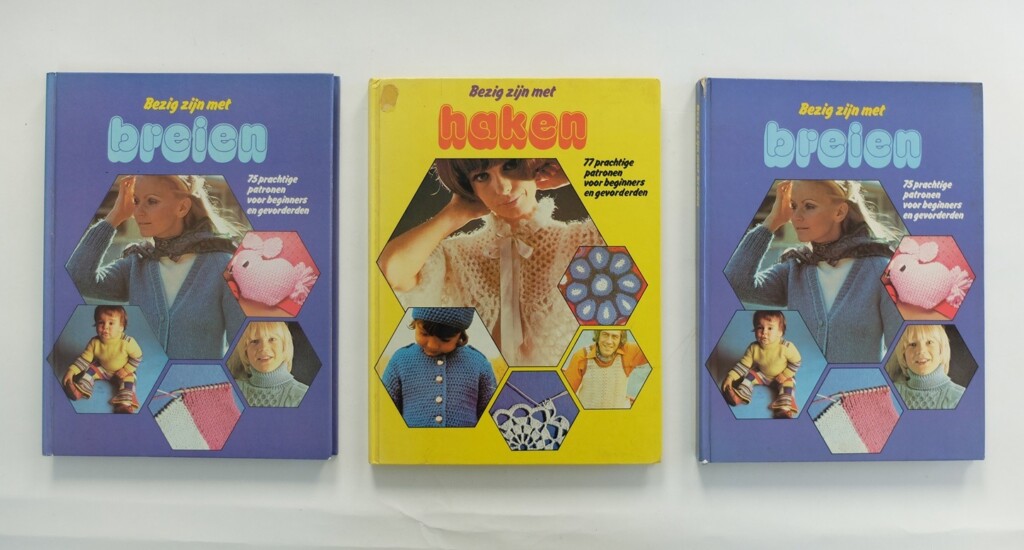 Bezig zijn met
breien
75 prachtige
patronen
voor beginners
en gevorderden
Bezig zijn met
haken
77 prachtige
patronen
voor beginners
en gevorderden
Bezig zijn met
breien
75 prachtige
patronen
voor beginners
en gevorderden